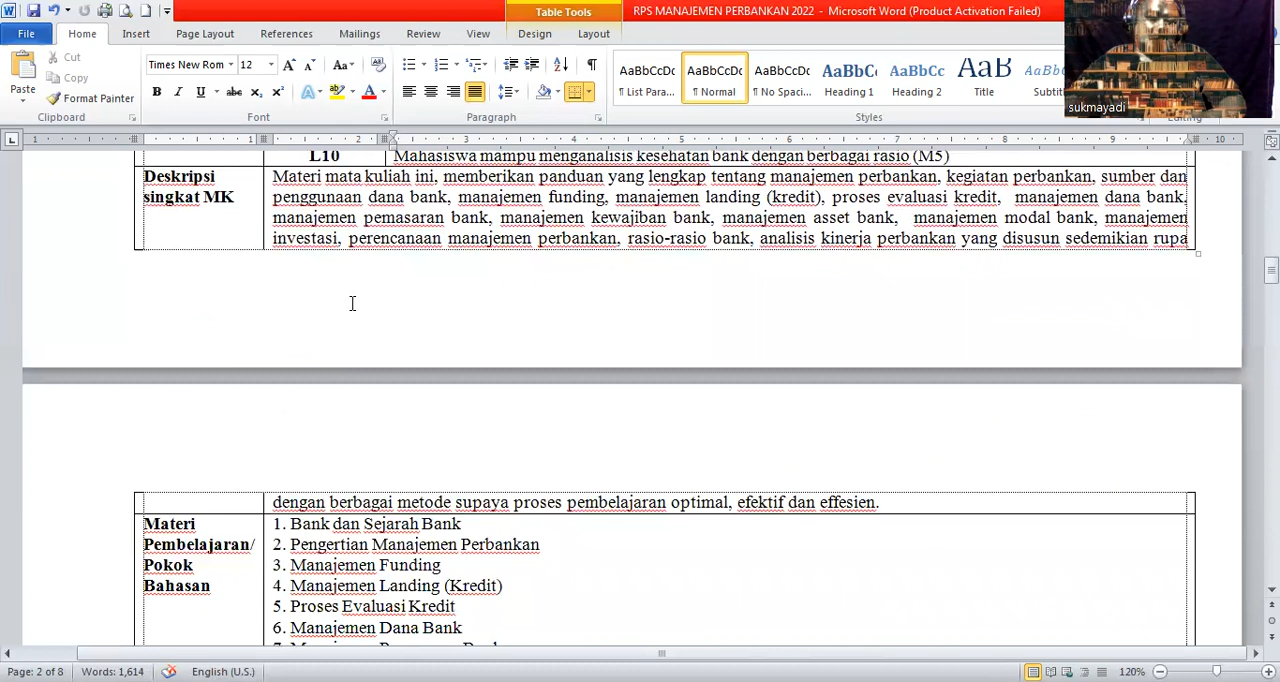 RPS MANAJEMEN PERBANKAN 2022 - Microsoft Word (Product Activation Failed)
Table Tools
File Home Insert Page Layout References Mailings Review View Design Layout
Paste
Cut
Copy
Format Painter
Clipboard
Times New Rom 12
Font
Paragraph
AaBbCcDc AaBbCcDc AaBbCcDc AaBbC AaBbCc AaB
¶ List Para... ¶ Normal ¶ No Spaci... Heading 1 Heading 2 Title
Styles
sukmayadi
L10 Mahasiswa mampu menganalisis kesehatan bank dengan berbagai rasio (M5)
Deskripsi singkat MK
Materi mata kuliah ini, memberikan panduan yang lengkap tentang manajemen perbankan, kegiatan perbankan, sumber dan
penggunaan dana bank, manajemen funding, manajemen landing (kredit), proses evaluasi kredit, manajemen dana bank,
manajemen pemasaran bank, manajemen kewajiban bank, manajemen asset bank, manajemen modal bank, manajemen
investasi, perencanaan manajemen perbankan, rasio-rasio bank, analisis kinerja perbankan yang disusun sedemikian rupa
dengan berbagai metode supaya proses pembelajaran optimal, efektif dan effesien.
Materi
Pembelajaran/
Pokok
Bahasan
1. Bank dan Sejarah Bank
2. Pengertian Manajemen Perbankan
3. Manajemen Funding
4. Manajemen Landing (Kredit)
5. Proses Evaluasi Kredit
6. Manajemen Dana Bank
Page: 2 of 8 Words: 1,614 English (U.S.) 120%